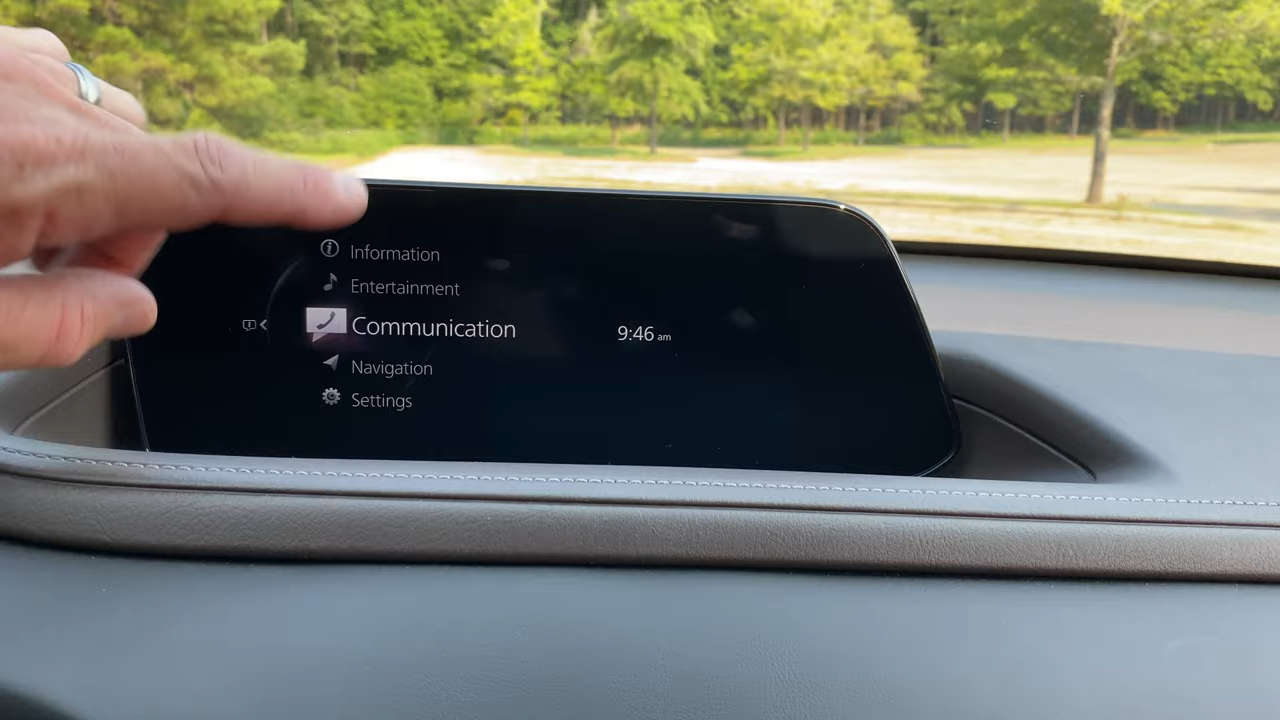 Information
Entertainment
Communication
9:46 am
Navigation
Settings